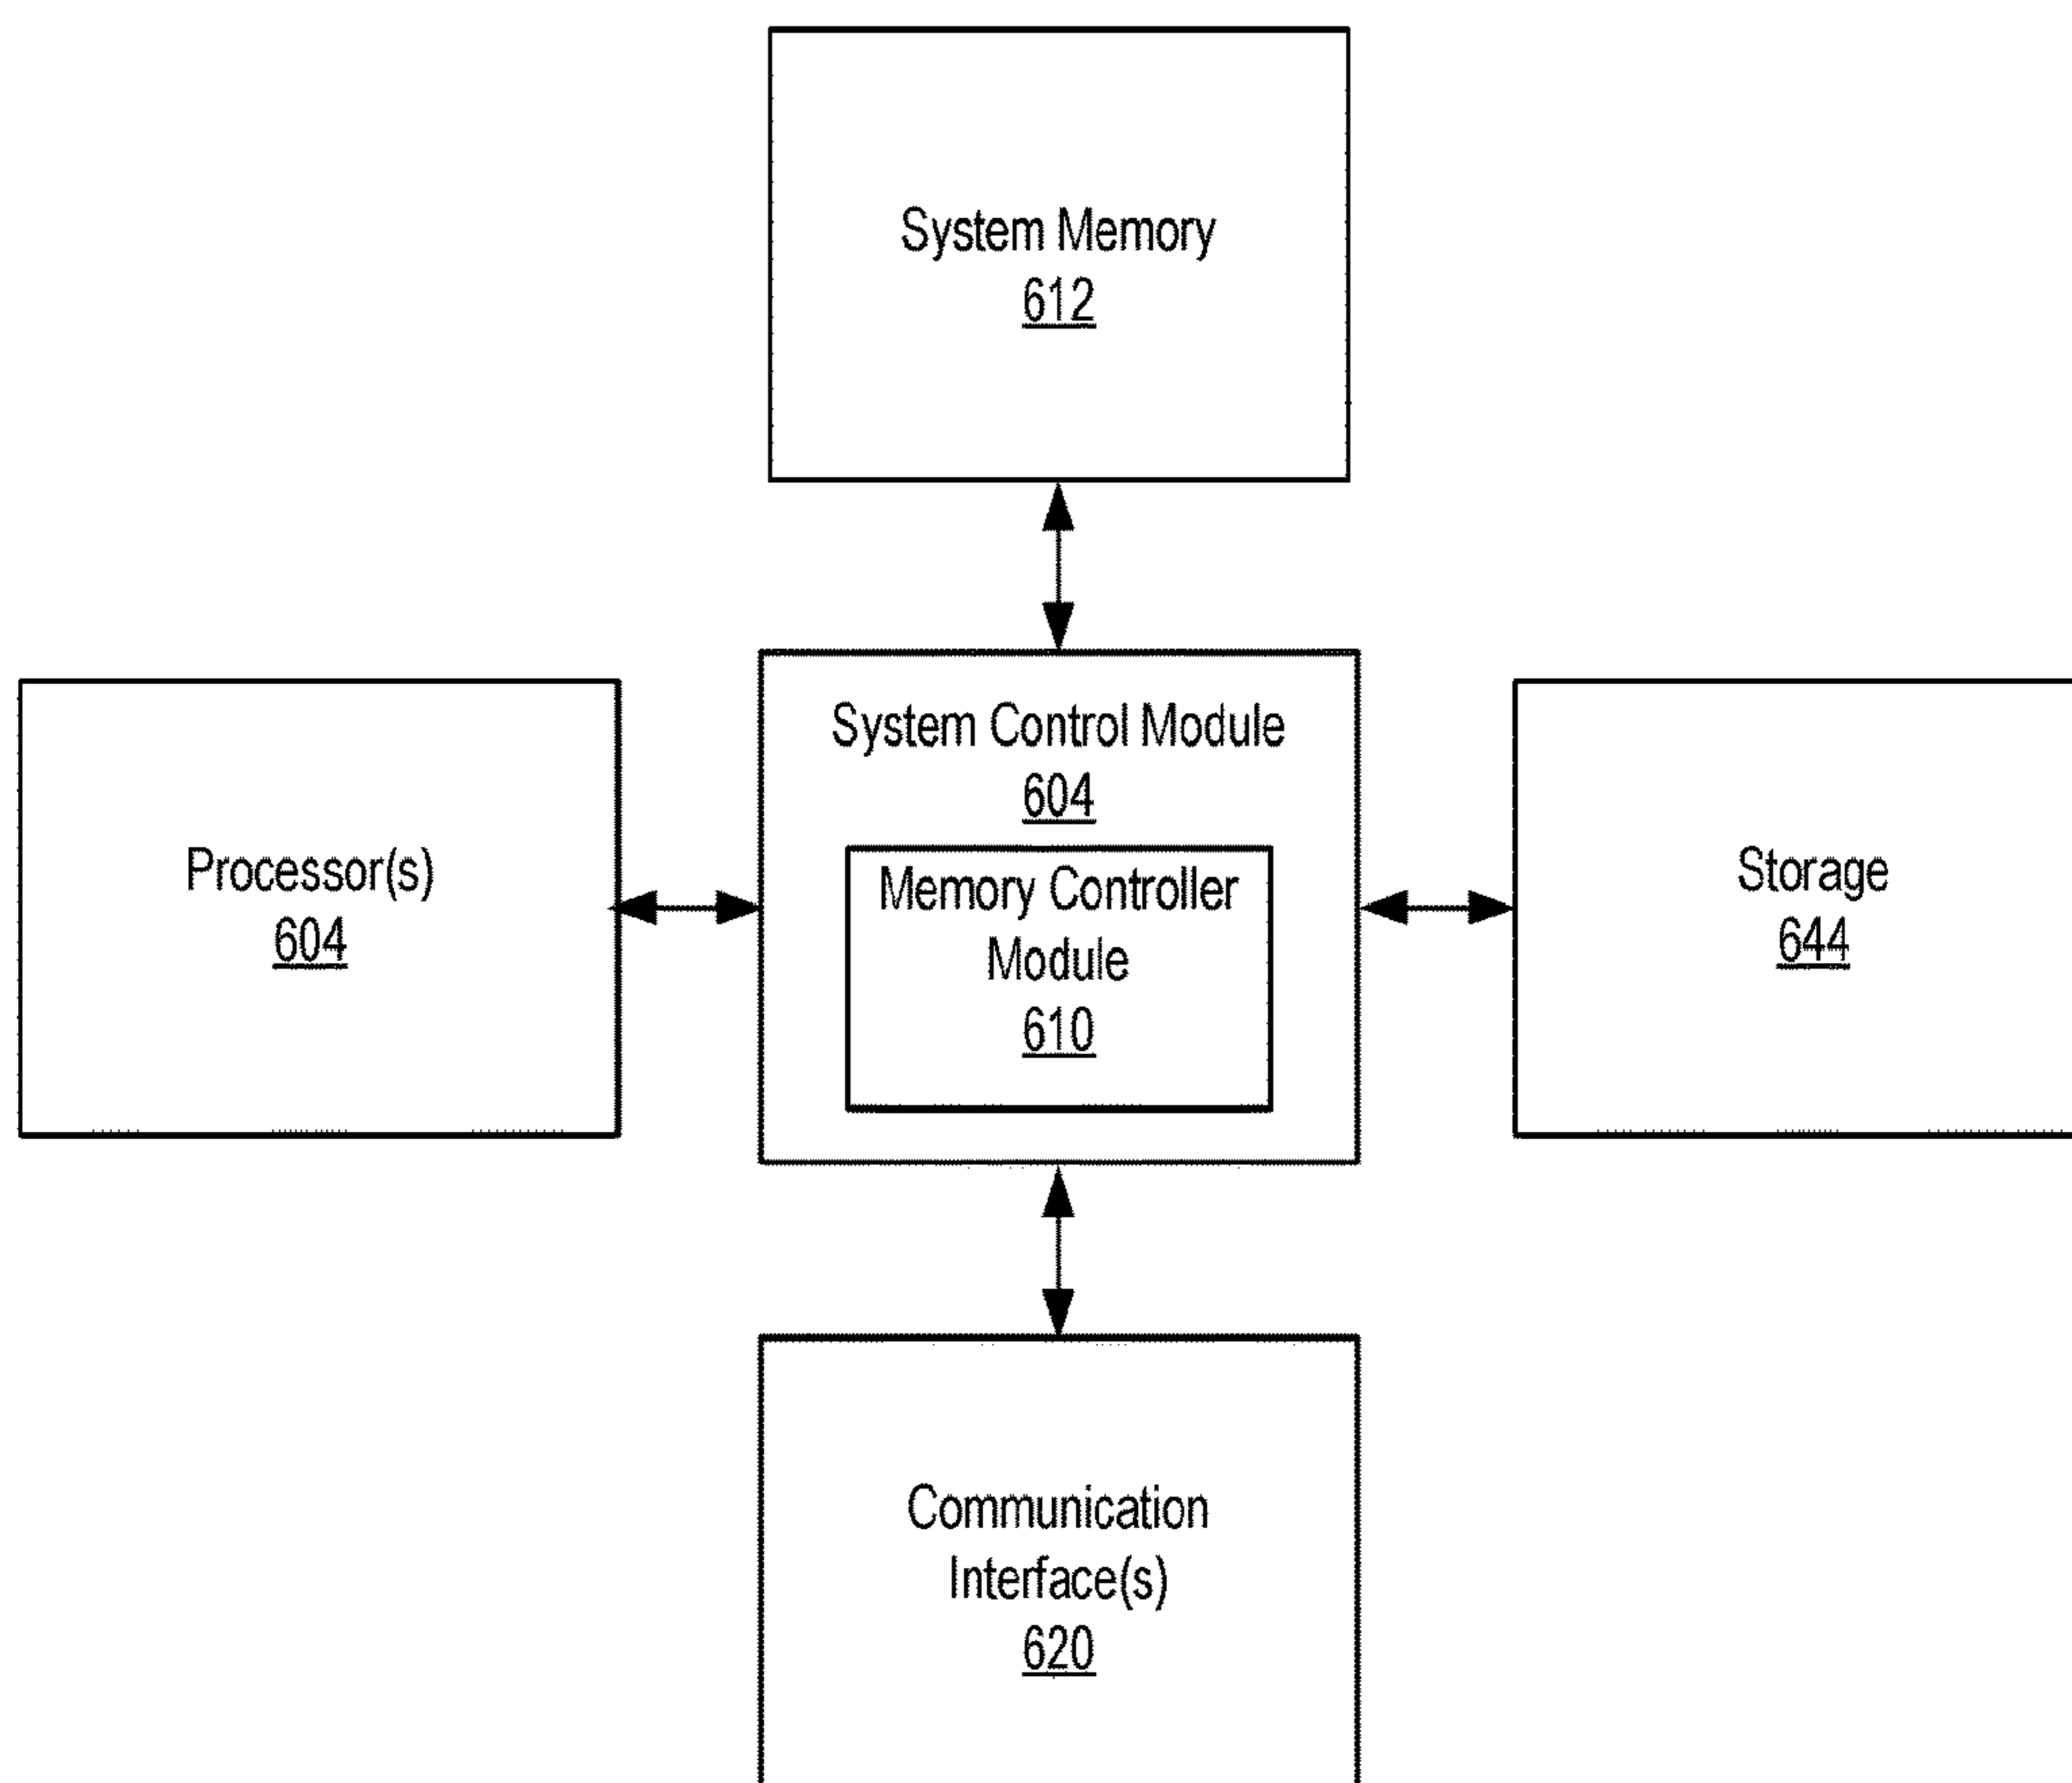 System Memory
612
System Control Module
604
Memory Controller
Module
610
Processor(s)
604
Storage
644
Communication
Interface(s)
620